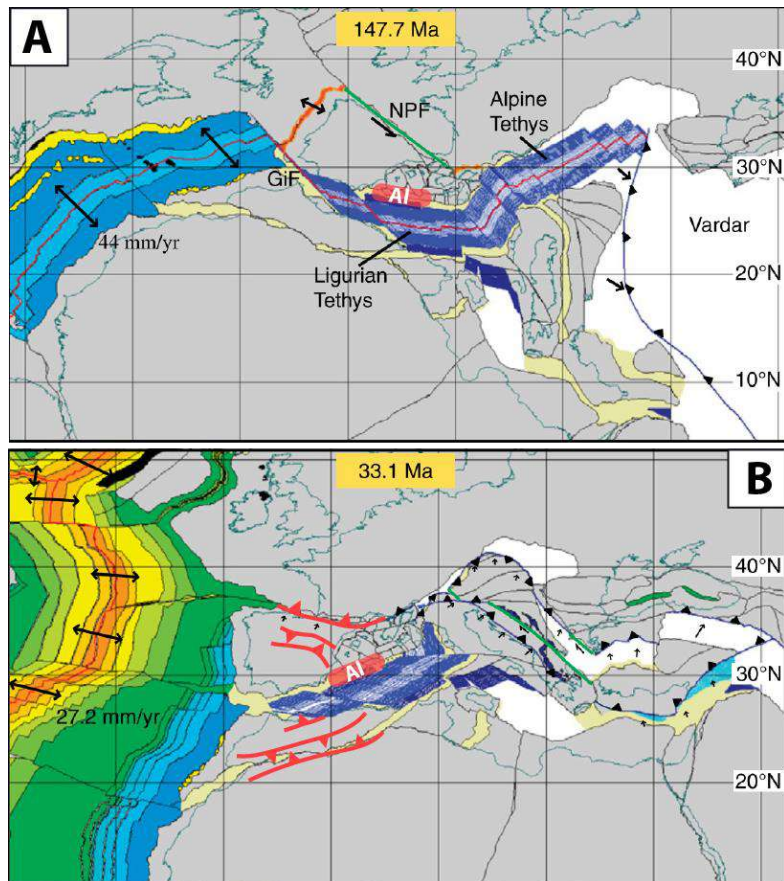 A
147.7 Ma
40°N
NPF
Alpine
Tethys
30°N
GiF
Al
Vardar
44 mm/yr
Ligurian
Tethys
20°N
10°N
33.1 Ma
B
40°N
Al
30°N
27.2 mm/yr
20°N